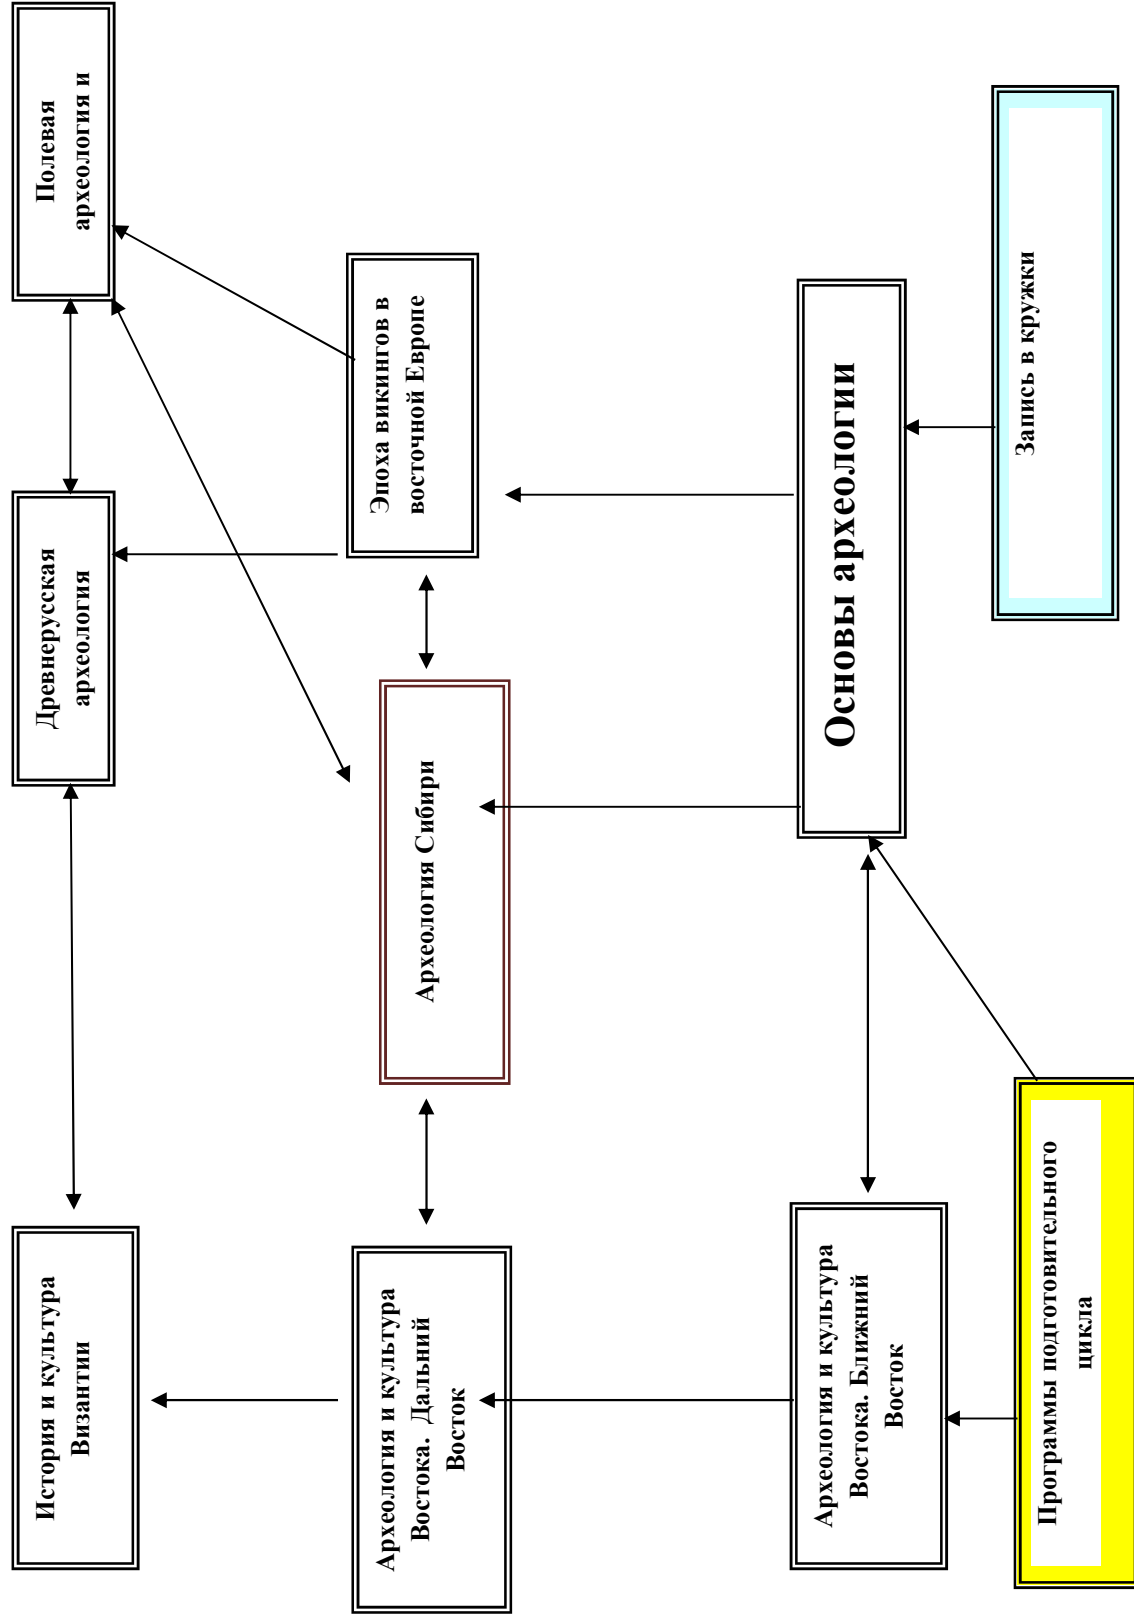 История и культура
Византии
Древнерусская
археология
Полевая
археология и
Археология и культура
Востока. Дальний
Восток
Археология Сибири
Эпоха викингов в
восточной Европе
Археология и культура
Востока. Ближний
Восток
Основы археологии
Программы подготовительного
цикла
Запись в кружки